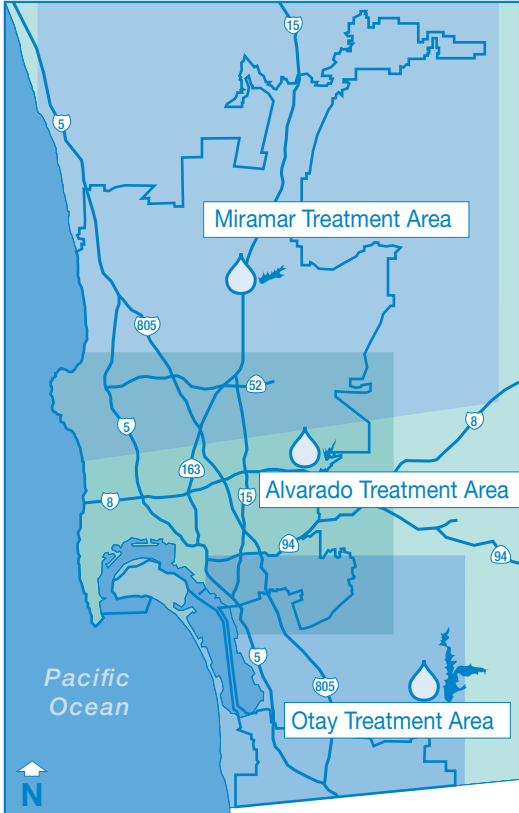 15
5
Miramar Treatment Area
805
52
5
8
163
15
Alvarado Treatment Area
8
94
94
Pacific
Ocean
5
805
Otay Treatment Area
N